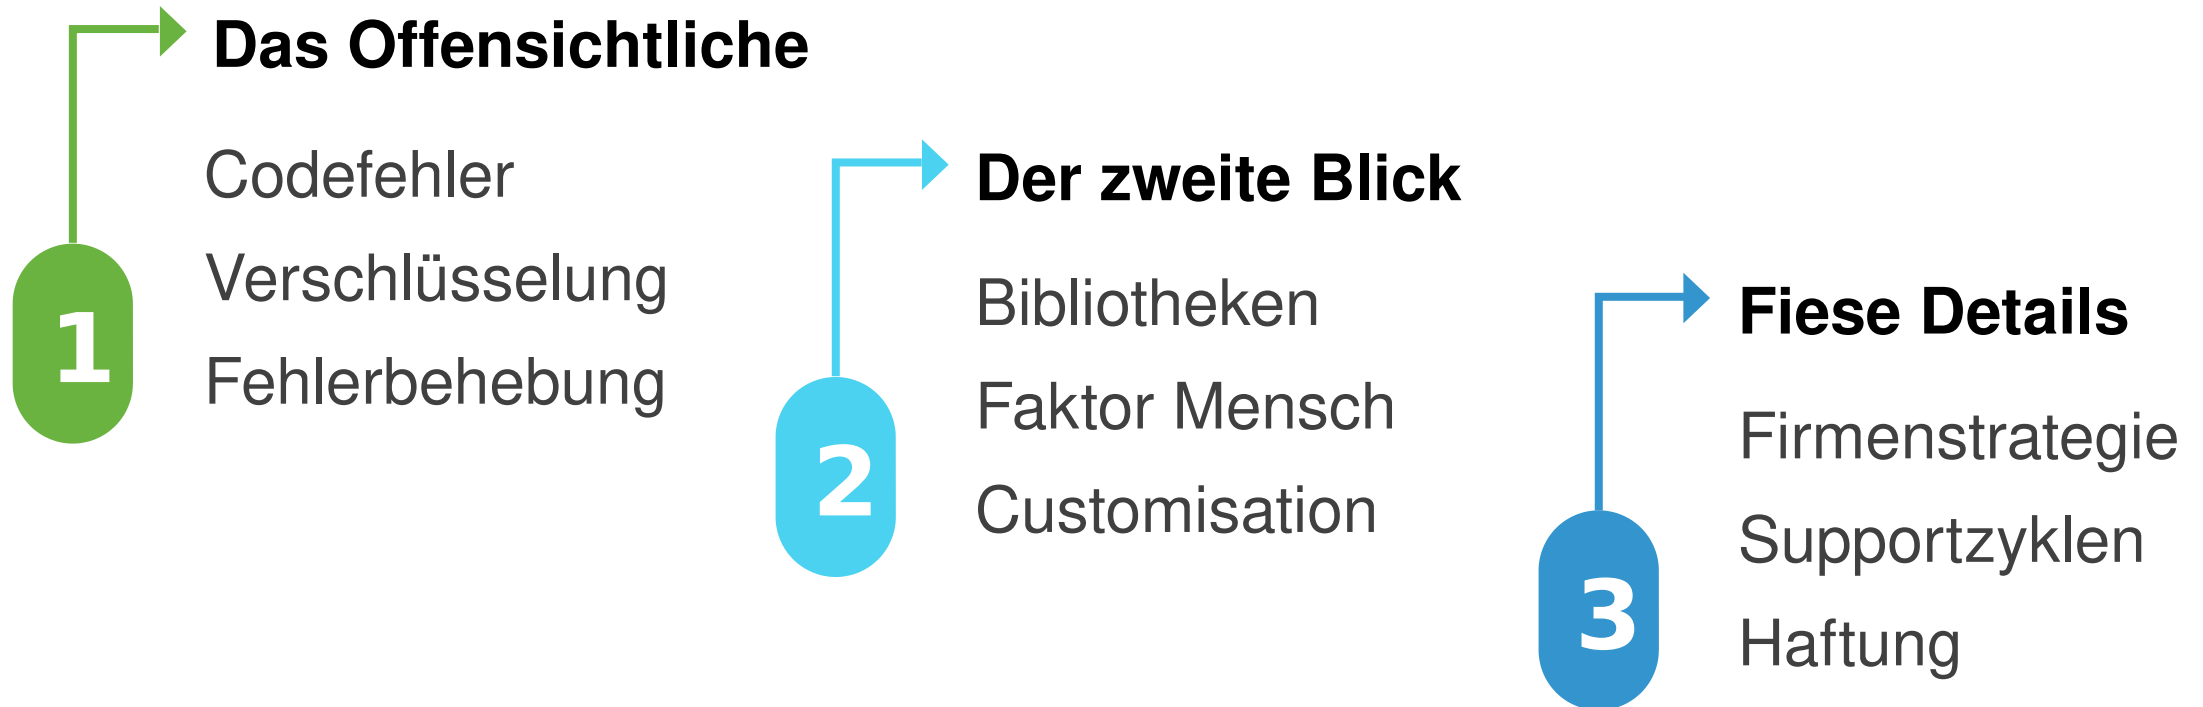 Das Offensichtliche
Codefehler
Verschlüsselung
Fehlerbehebung
1
Der zweite Blick
Bibliotheken
Faktor Mensch
Customisation
2
Fiese Details
Firmenstrategie
Supportzyklen
Haftung
3